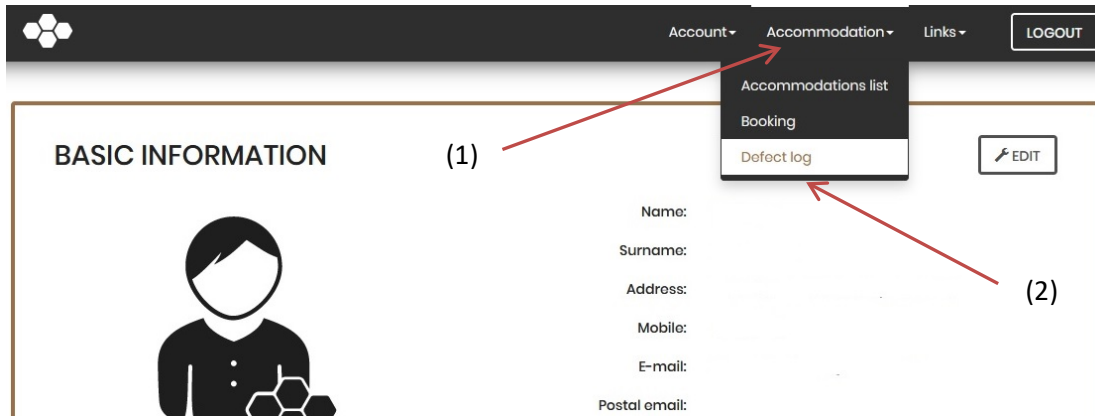 Account Accommodation Links LOGOUT
Accommodations list
Booking
Defect log
BASIC INFORMATION
(1)
EDIT
Name:
Surname:
Address:
(2)
Mobile:
E-mail:
Postal email: